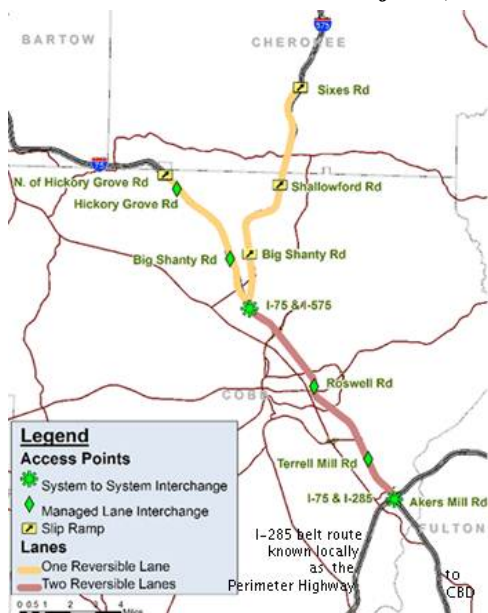 BARTOW
CHEROKEE
575
Sixes Rd
75
N. of Hickory Grove Rd
Hickory Grove Rd
Shallowford Rd
Big Shanty Rd
Big Shanty Rd
I-75 & I-575
Roswell Rd
COBB
Legend
Access Points
System to System Interchange
Managed Lane Interchange
Slip Ramp
Lanes
One Reversible Lane
Two Reversible Lanes
0 0.5 1 2 3 4
Miles
Terrell Mill Rd
I-75 & I-285
Akers Mill Rd
FULTON
I-285 belt route
known locally
as the
Perimeter Highway
to
CBD